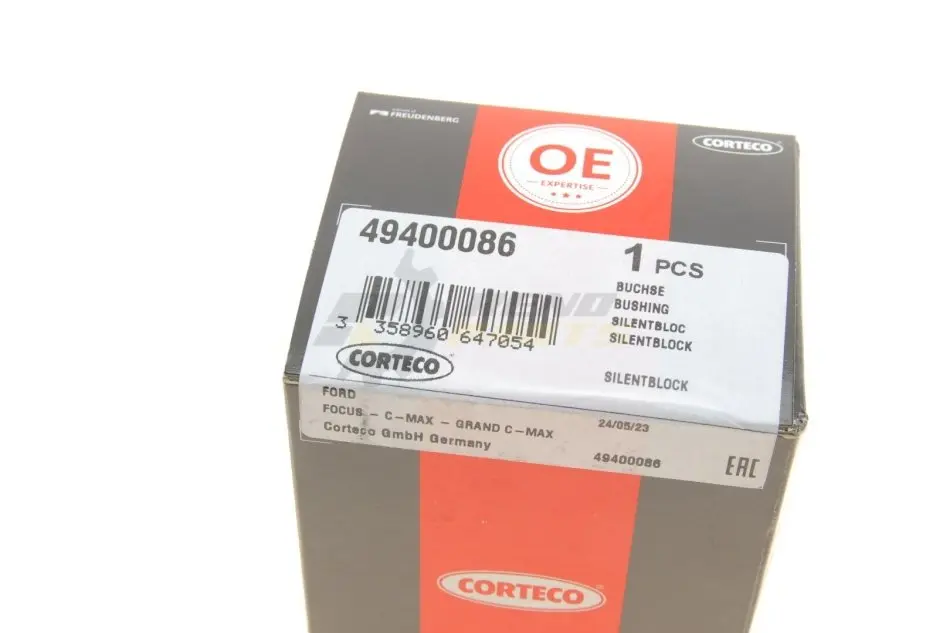 FREUDENBERG
OE
EXPERTISE
CORTECO
49400086
1 PCS
BUCHSE
BUSHING
SILENTBLOC
SILENTBLOCK
SILENTBLOCK
3 358960 647054
CORTECO
FORD
FOCUS - C-MAX - GRAND C-MAX
24/05/23
Corteco GmbH Germany
49400086
EAC
CORTECO